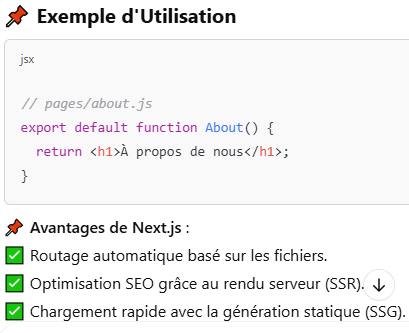 📌 Exemple d'Utilisation
jsx
// pages/about.js
export default function About() {
  return <h1>À propos de nous</h1>;
}
📌 Avantages de Next.js :
✅ Routage automatique basé sur les fichiers.
✅ Optimisation SEO grâce au rendu serveur (SSR).
✅ Chargement rapide avec la génération statique (SSG).